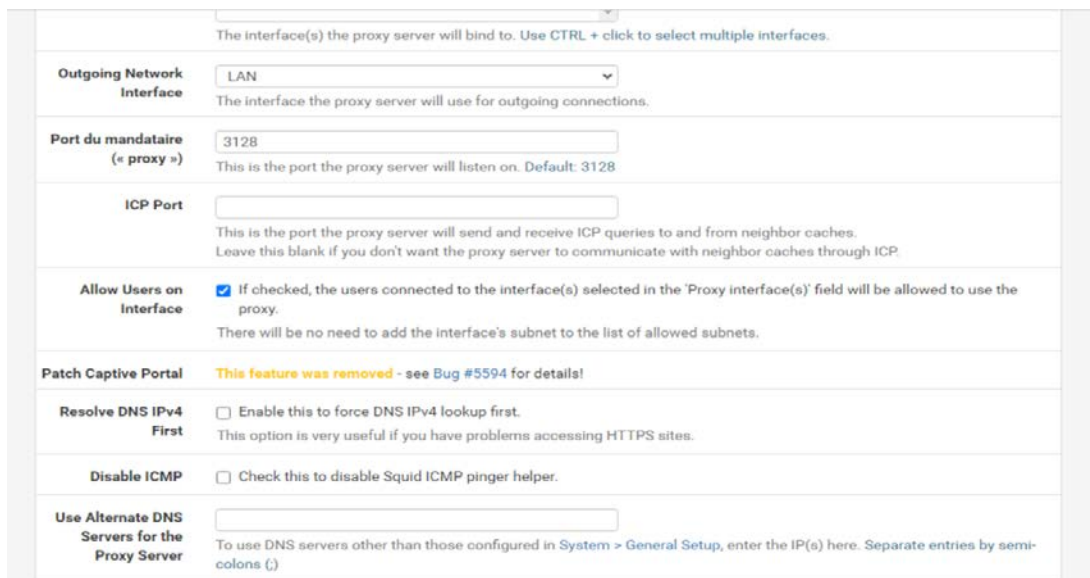 The interface(s) the proxy server will bind to. Use CTRL + click to select multiple interfaces.
Outgoing Network
Interface
LAN
The interface the proxy server will use for outgoing connections.
Port du mandataire
(« proxy »)
3128
This is the port the proxy server will listen on. Default: 3128
ICP Port
This is the port the proxy server will send and receive ICP queries to and from neighbor caches.
Leave this blank if you don't want the proxy server to communicate with neighbor caches through ICP.
Allow Users on
Interface
If checked, the users connected to the interface(s) selected in the 'Proxy interface(s)' field will be allowed to use the
proxy.
There will be no need to add the interface's subnet to the list of allowed subnets.
Patch Captive Portal
This feature was removed - see Bug #5594 for details!
Resolve DNS IPv4
First
Enable this to force DNS IPv4 lookup first.
This option is very useful if you have problems accessing HTTPS sites.
Disable ICMP
Check this to disable Squid ICMP pinger helper.
Use Alternate DNS
Servers for the
Proxy Server
To use DNS servers other than those configured in System > General Setup, enter the IP(s) here. Separate entries by semi-
colons (;)